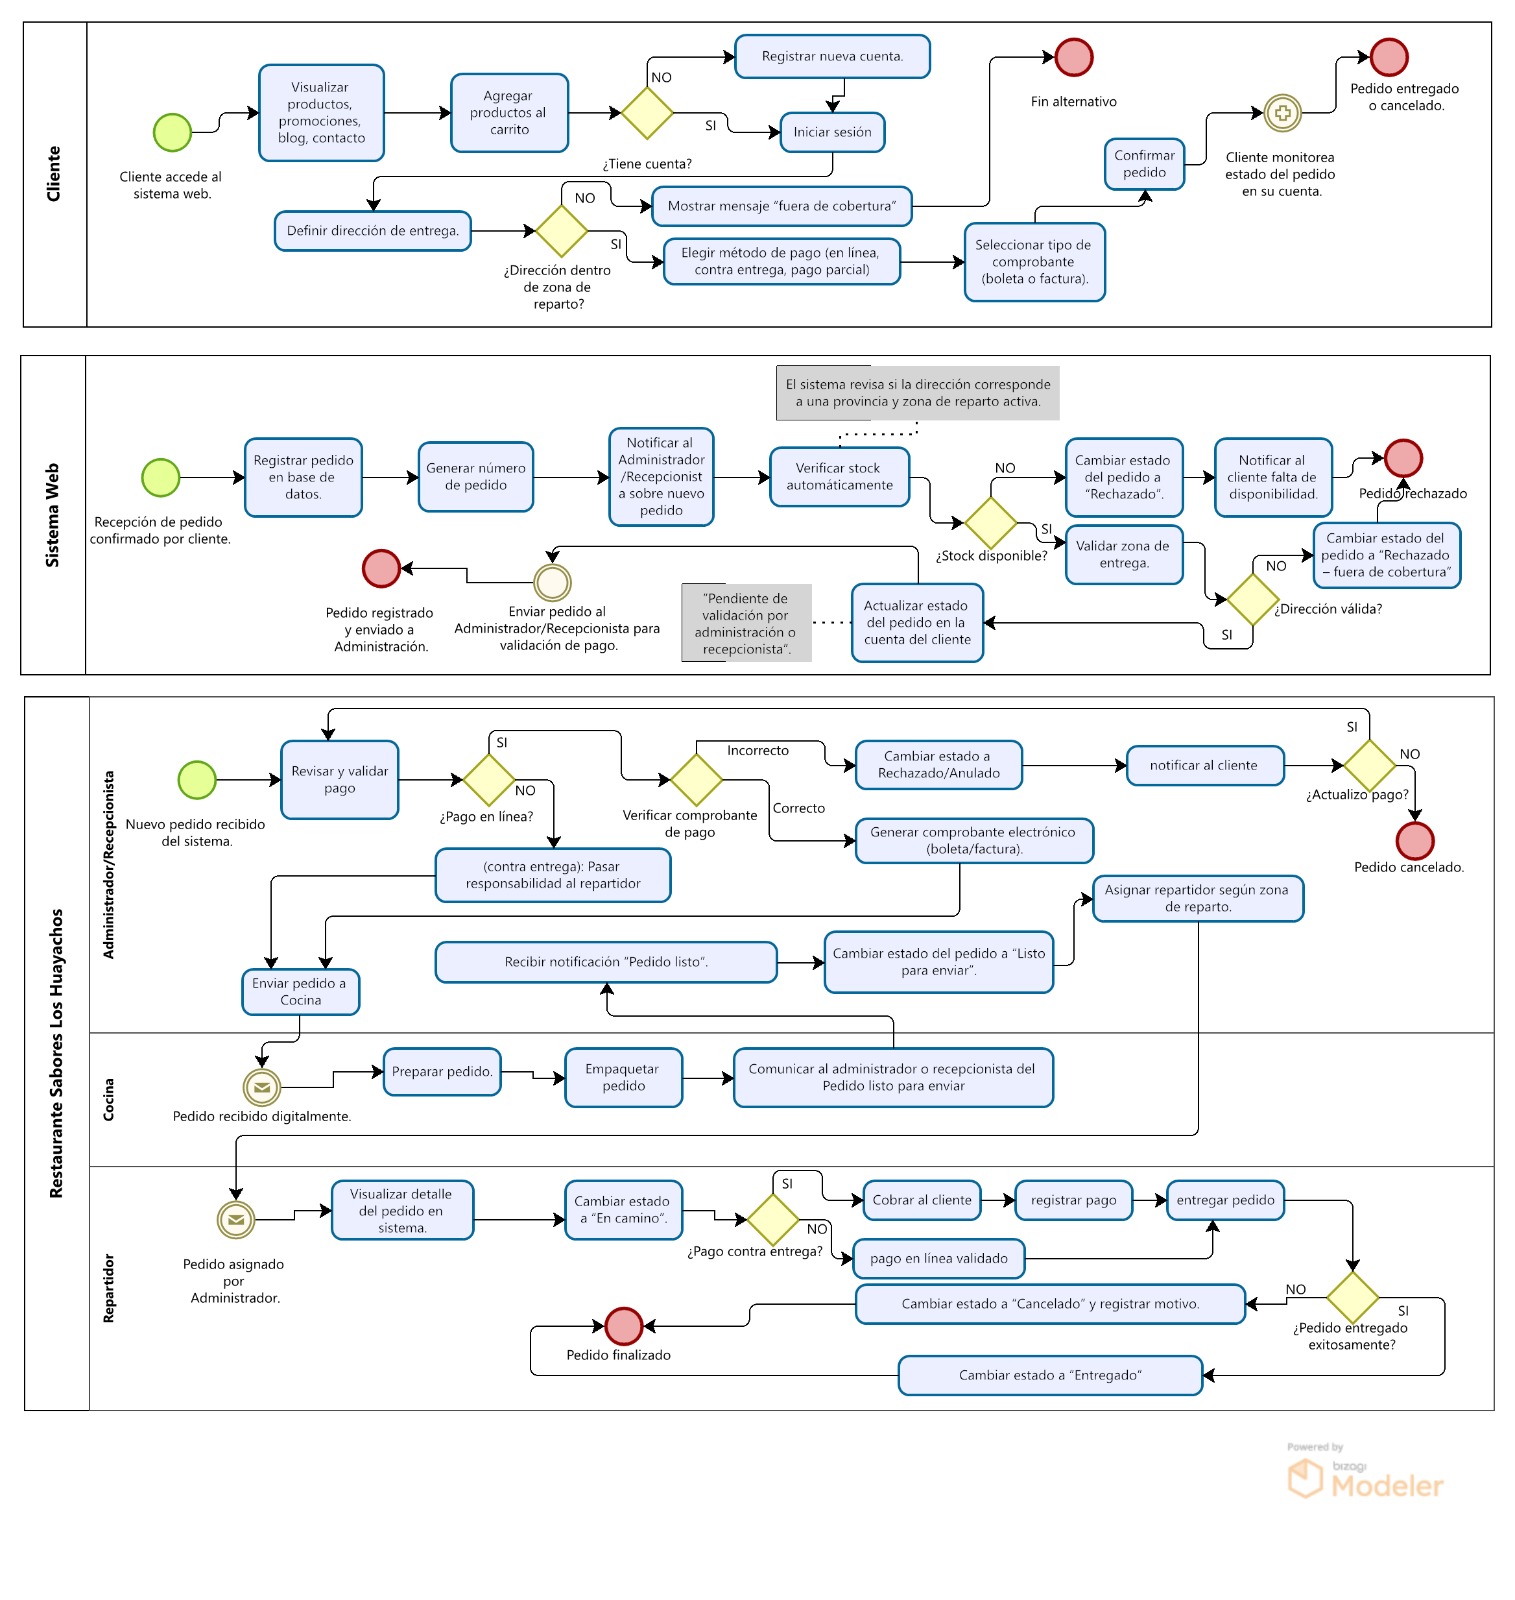 Cliente
Cliente accede al
sistema web.
Visualizar
productos,
promociones,
blog, contacto
Agregar
productos al
carrito
¿Tiene cuenta?
NO
SI
Registrar nueva cuenta.
Iniciar sesión
Definir dirección de entrega.
¿Dirección dentro
de zona de
reparto?
NO
SI
Mostrar mensaje “fuera de cobertura”
Elegir método de pago (en línea,
contra entrega, pago parcial)
Fin alternativo
Seleccionar tipo de
comprobante
(boleta o factura).
Confirmar
pedido
Cliente monitorea
estado del pedido
en su cuenta.
Pedido entregado
o cancelado.
Sistema Web
Recepción de pedido
confirmado por cliente.
Registrar pedido
en base de
datos.
Generar número
de pedido
Notificar al
Administrador
/Recepcionist
a sobre nuevo
pedido
El sistema revisa si la dirección corresponde
a una provincia y zona de reparto activa.
Verificar stock
automáticamente
¿Stock disponible?
NO
SI
Cambiar estado
del pedido a
“Rechazado”.
Notificar al
cliente falta de
disponibilidad.
Pedido rechazado
Validar zona de
entrega.
¿Dirección válida?
NO
SI
Cambiar estado del
pedido a “Rechazado
– fuera de cobertura”
Actualizar estado
del pedido en la
cuenta del cliente
“Pendiente de
validación por
administración o
recepcionista”.
Enviar pedido al
Administrador/Recepcionista para
validación de pago.
Pedido registrado
y enviado a
Administración.
Restaurante Sabores Los Huayachos
Administrador/Recepcionista
Nuevo pedido recibido
del sistema.
Revisar y validar
pago
¿Pago en línea?
SI
NO
Verificar comprobante
de pago
Incorrecto
Correcto
Cambiar estado a
Rechazado/Anulado
notificar al cliente
¿Actualizo pago?
SI
NO
Pedido cancelado.
Generar comprobante electrónico
(boleta/factura).
(contra entrega): Pasar
responsabilidad al repartidor
Asignar repartidor según zona
de reparto.
Recibir notificación “Pedido listo”.
Cambiar estado del pedido a “Listo
para enviar”.
Enviar pedido a
Cocina
Cocina
Pedido recibido digitalmente.
Preparar pedido.
Empaquetar
pedido
Comunicar al administrador o recepcionista del
Pedido listo para enviar
Repartidor
Pedido asignado
por
Administrador.
Visualizar detalle
del pedido en
sistema.
Cambiar estado
a “En camino”.
¿Pago contra entrega?
SI
NO
Cobrar al cliente
registrar pago
entregar pedido
pago en línea validado
¿Pedido entregado
exitosamente?
NO
SI
Cambiar estado a “Cancelado” y registrar motivo.
Pedido finalizado
Cambiar estado a “Entregado”
Powered by
bizagi
Modeler